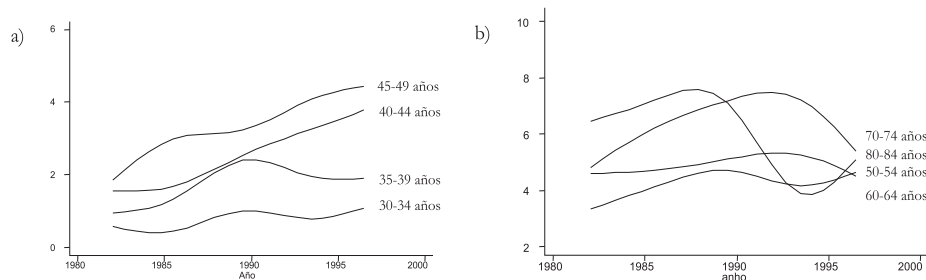 a)
6
4
2
0
45-49 años
40-44 años
35-39 años
30-34 años
1980 1985 1990 1995 2000
Año
b)
10
8
6
4
2
70-74 años
80-84 años
50-54 años
60-64 años
1980 1985 1990 1995 2000
anho